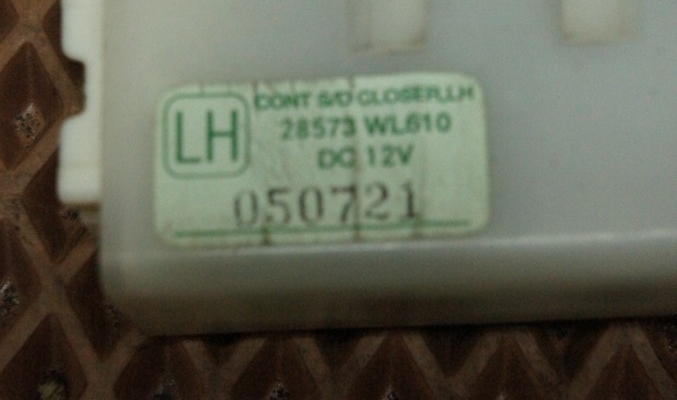 LH
CONT S/D CLOSER,LH
28573 WL610
DC 12V
050721